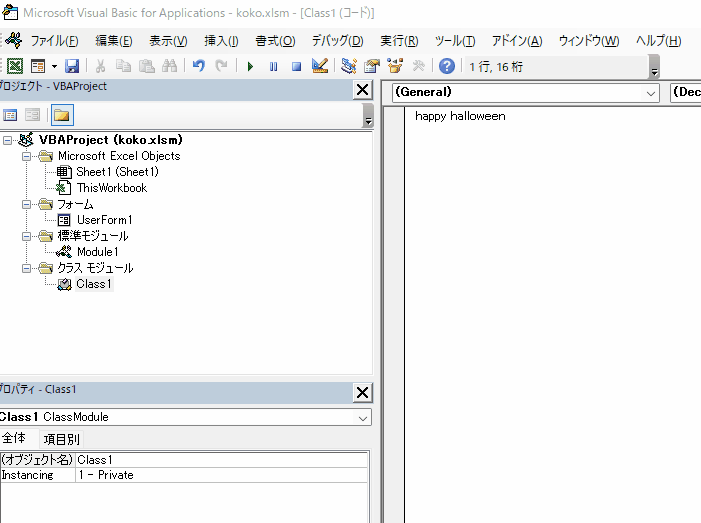 Microsoft Visual Basic for Applications - koko.xlsm - [Class1 (コード)]
ファイル(F) 編集(E) 表示(V) 挿入(I) 書式(O) デバッグ(D) 実行(R) ツール(T) アドイン(A) ウィンドウ(W) ヘルプ(H)
1 行, 16 桁
プロジェクト - VBAProject
(General) (Dec
happy halloween
VBAProject (koko.xlsm)
Microsoft Excel Objects
Sheet1 (Sheet1)
ThisWorkbook
フォーム
UserForm1
標準モジュール
Module1
クラス モジュール
Class1
プロパティ - Class1
Class1 ClassModule
全体 項目別
(オブジェクト名) Class1
Instancing 1 - Private